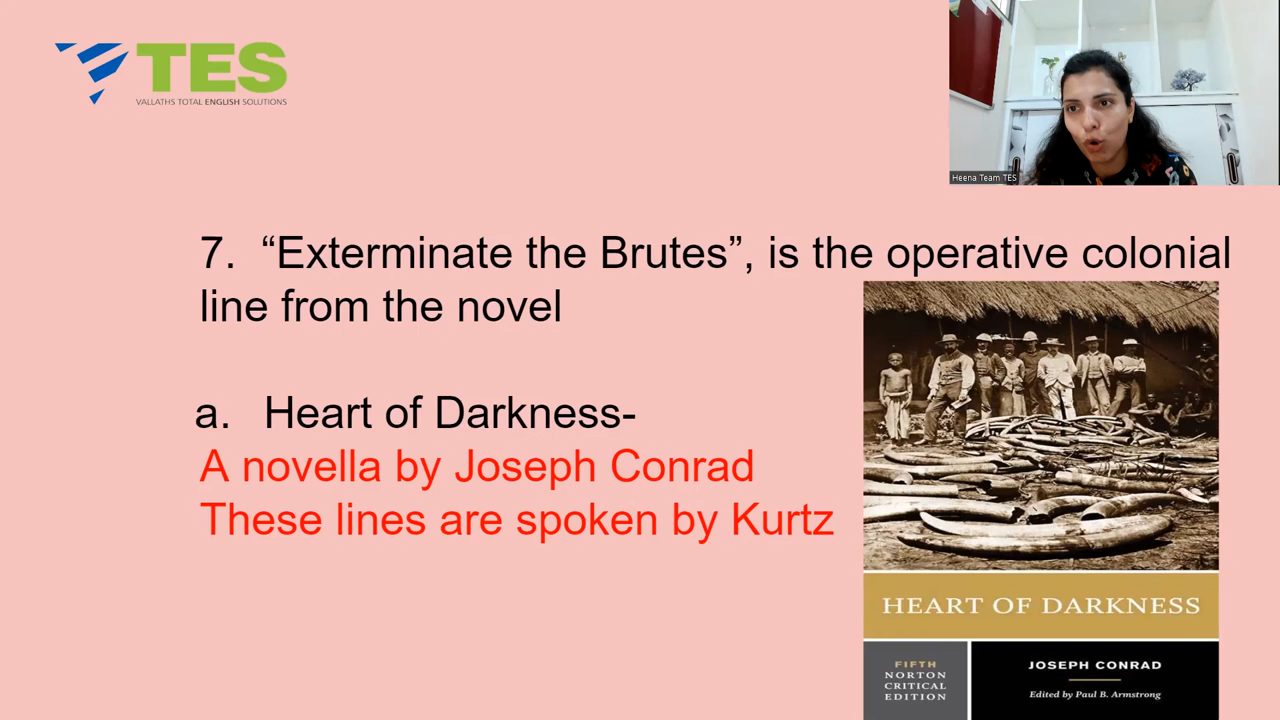 TES
VALLATHS TOTAL ENGLISH SOLUTIONS
Heena Team TES
7. “Exterminate the Brutes”, is the operative colonial
line from the novel
a. Heart of Darkness-
A novella by Joseph Conrad
These lines are spoken by Kurtz
HEART OF DARKNESS
FIFTH
NORTON
CRITICAL
EDITION
JOSEPH CONRAD
Edited by Paul B. Armstrong